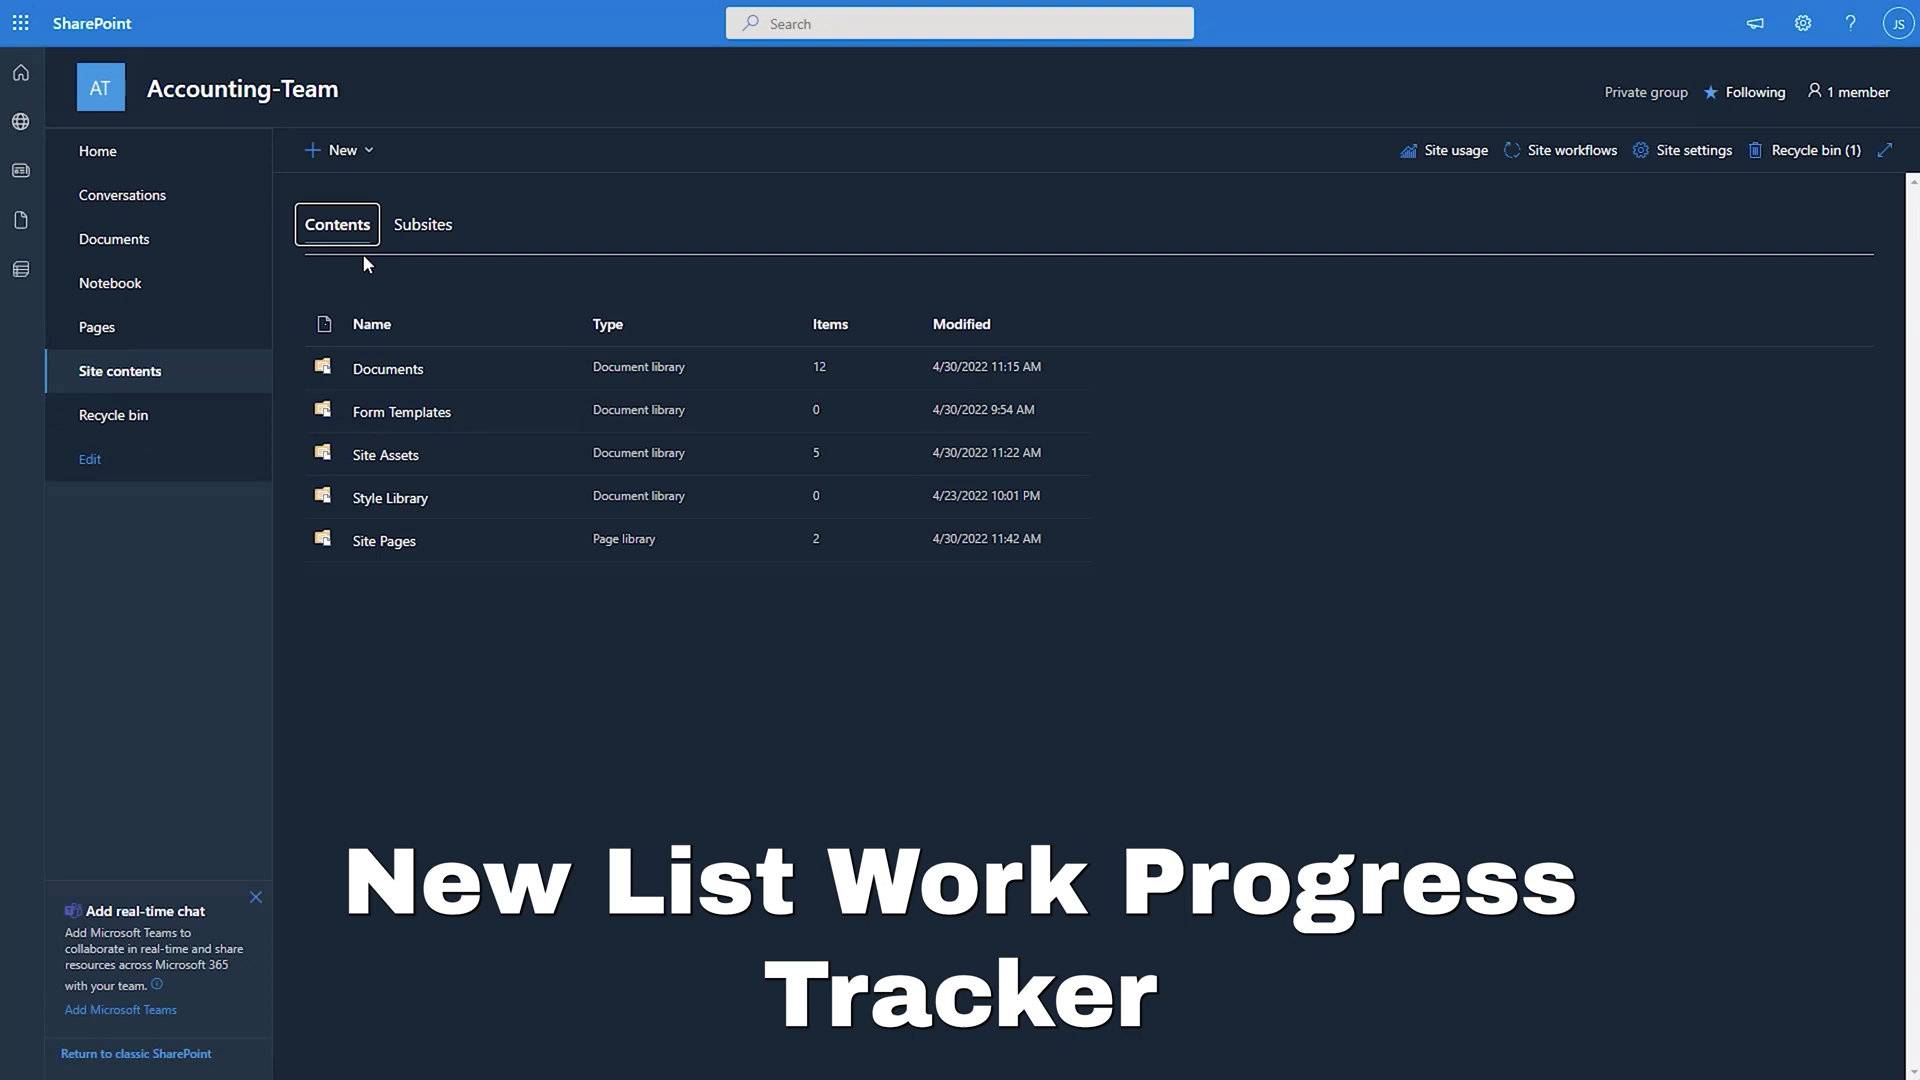 SharePoint
Search
JS
AT
Accounting-Team
Private group
Following
1 member
Home
Conversations
Documents
Notebook
Pages
Site contents
Recycle bin
Edit
New
Site usage
Site workflows
Site settings
Recycle bin (1)
Contents
Subsites
Name Type Items Modified
Documents Document library 12 4/30/2022 11:15 AM
Form Templates Document library 0 4/30/2022 9:54 AM
Site Assets Document library 5 4/30/2022 11:22 AM
Style Library Document library 0 4/23/2022 10:01 PM
Site Pages Page library 2 4/30/2022 11:42 AM
Add real-time chat
Add Microsoft Teams to
collaborate in real-time and share
resources across Microsoft 365
with your team.
Add Microsoft Teams
Return to classic SharePoint
New List Work Progress
Tracker